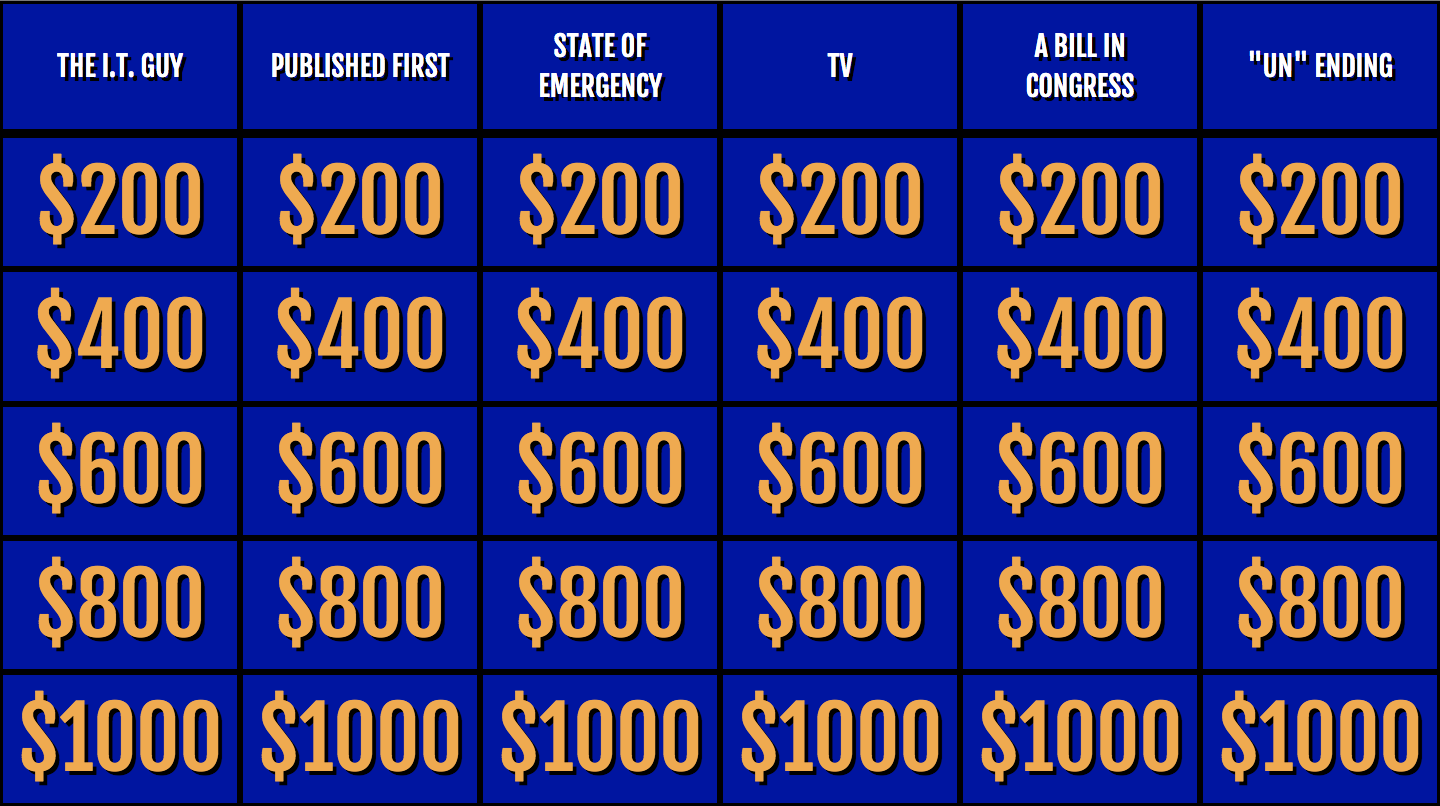 THE I.T. GUY
PUBLISHED FIRST
STATE OF
EMERGENCY
TV
A BILL IN
CONGRESS
"UN" ENDING
$200 $200 $200 $200 $200 $200
$400 $400 $400 $400 $400 $400
$600 $600 $600 $600 $600 $600
$800 $800 $800 $800 $800 $800
$1000 $1000 $1000 $1000 $1000 $1000